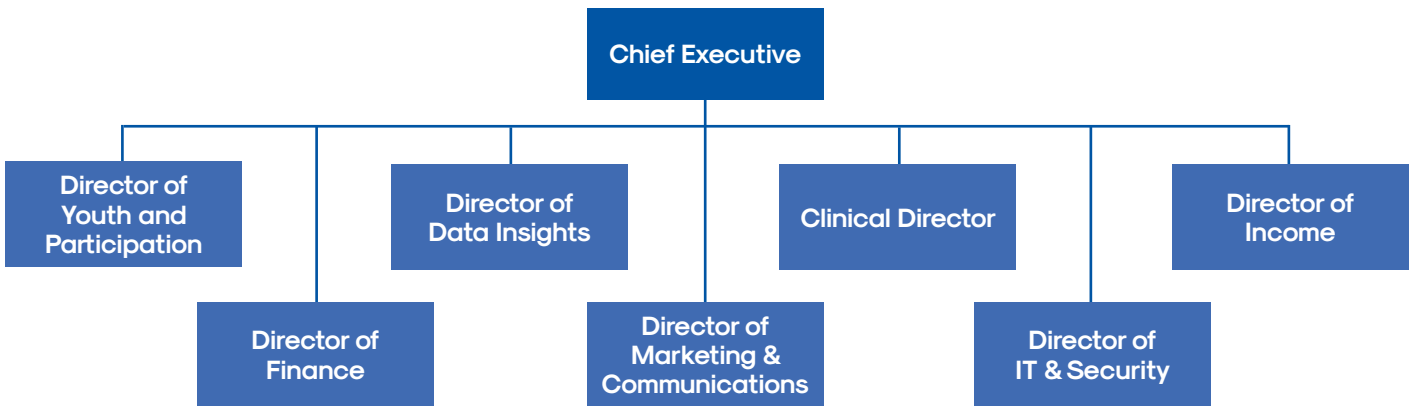 Chief Executive
Director of
Youth and
Participation
Director of
Data Insights
Clinical Director
Director of
Income
Director of
Finance
Director of
Marketing &
Communications
Director of
IT & Security